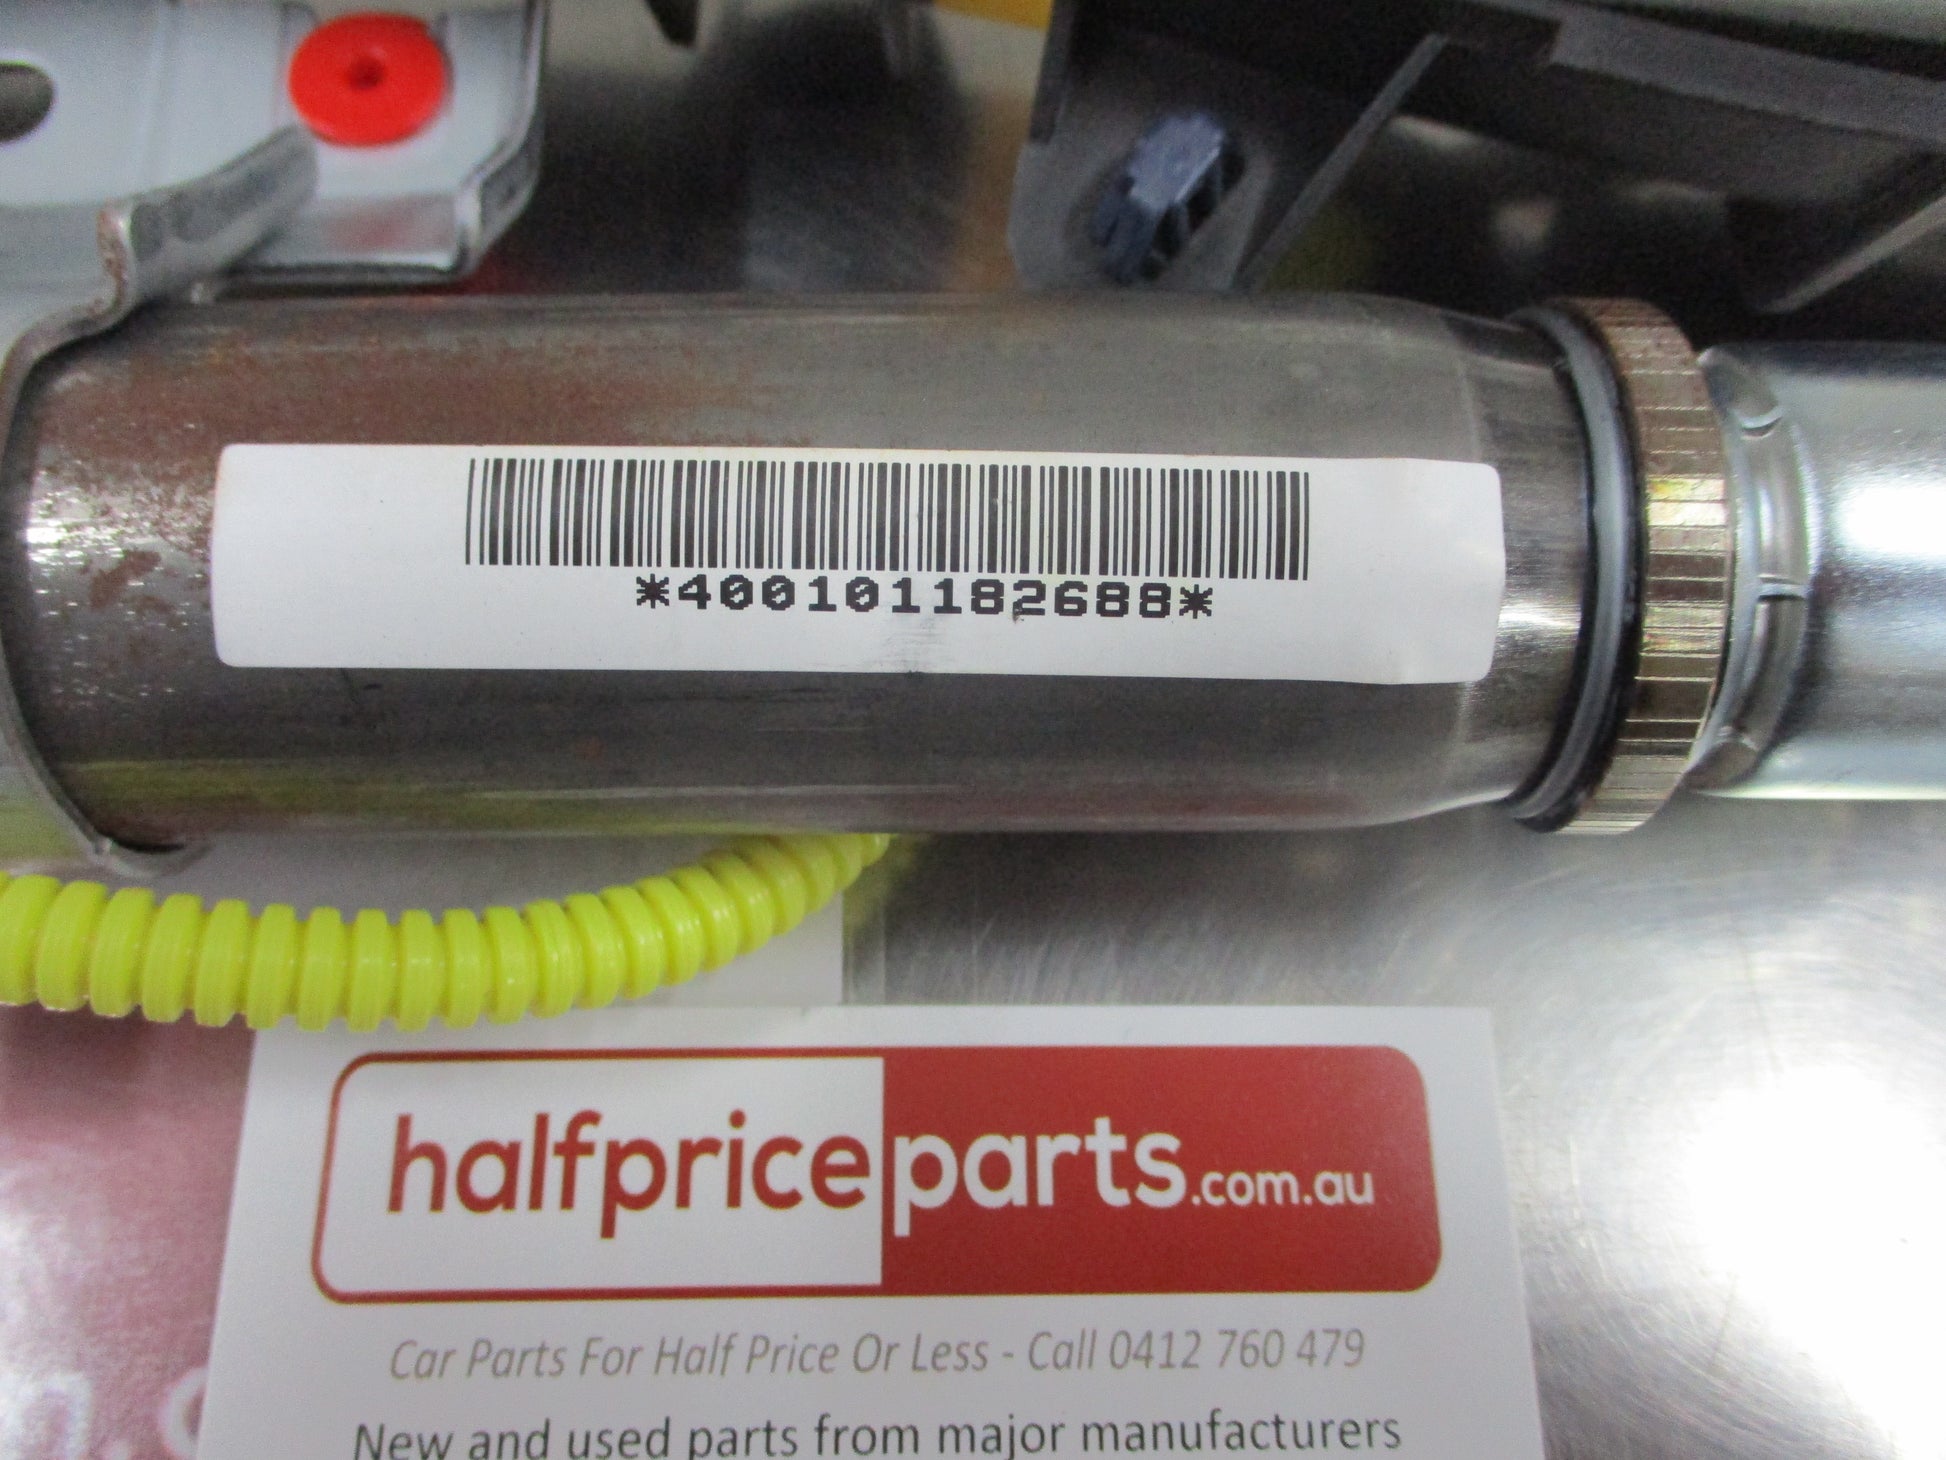 *400101182688*
halfpriceparts.com.au
Car Parts For Half Price Or Less - Call 0412 760 479
New and used parts from major manufacturers